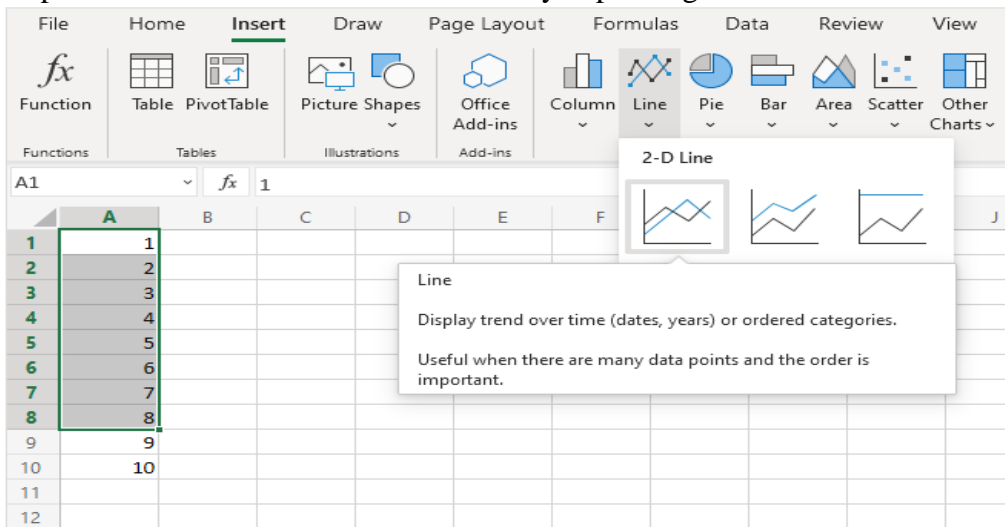 File Home Insert Draw Page Layout Formulas Data Review View
fx
Function Table PivotTable Picture Shapes Office Add-ins Column Line Pie Bar Area Scatter Other Charts
Functions Tables Illustrations Add-ins
2-D Line
A1 fx 1
A B C D E F J
1 1
2 2
3 3
4 4
5 5
6 6
7 7
8 8
9 9
10 10
11
12
Line
Display trend over time (dates, years) or ordered categories.
Useful when there are many data points and the order is
important.